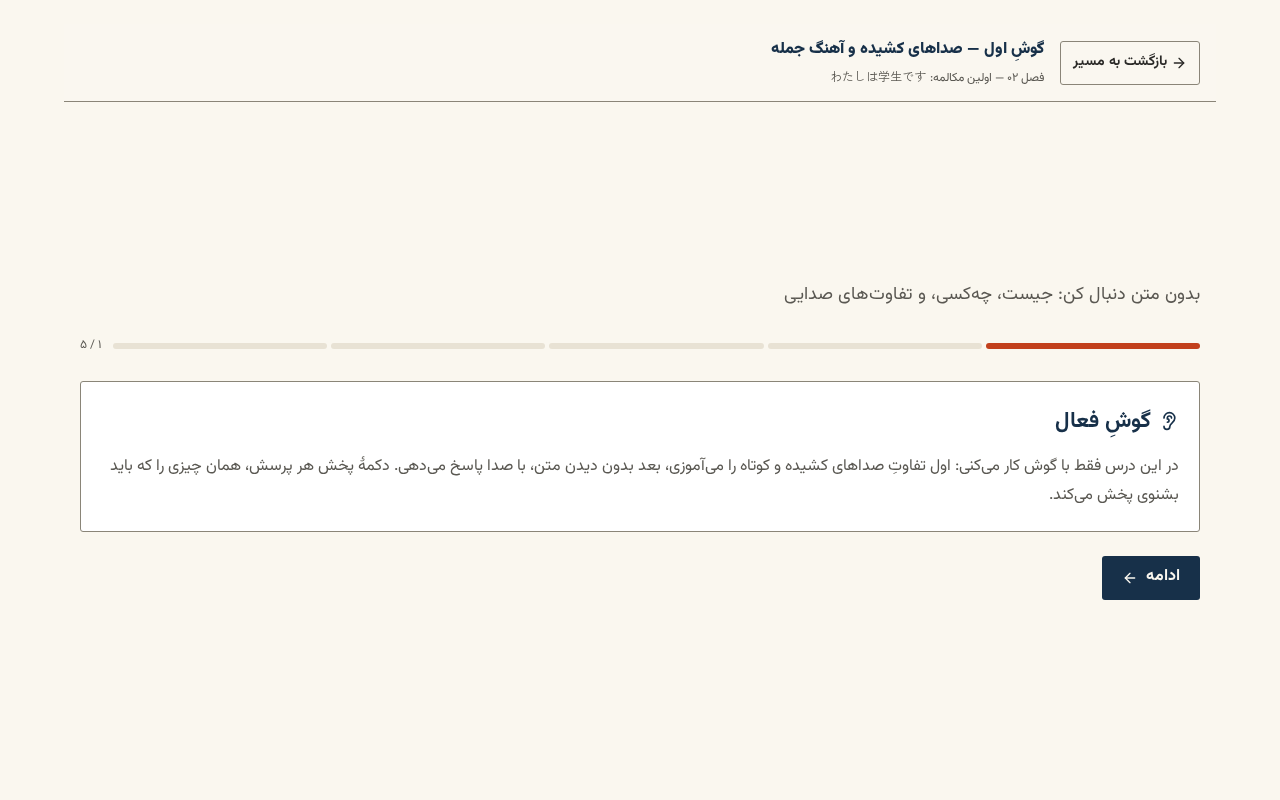 بازگشت به مسیر
گوشِ اول — صداهای کشیده و آهنگ جمله
فصل ۰۲ — اولین مکالمه: わたしは学生です
بدون متن دنبال کن: جیست، چه‌کسی، و تفاوت‌های صدایی
۱ / ۵
گوشِ فعال
در این درس فقط با گوش کار می‌کنی: اول تفاوتِ صداهای کشیده و کوتاه را می‌آموزی، بعد بدون دیدن متن، با صدا پاسخ می‌دهی. دکمهٔ پخش هر پرسش، همان چیزی را که باید
بشنوی پخش می‌کند.
ادامه